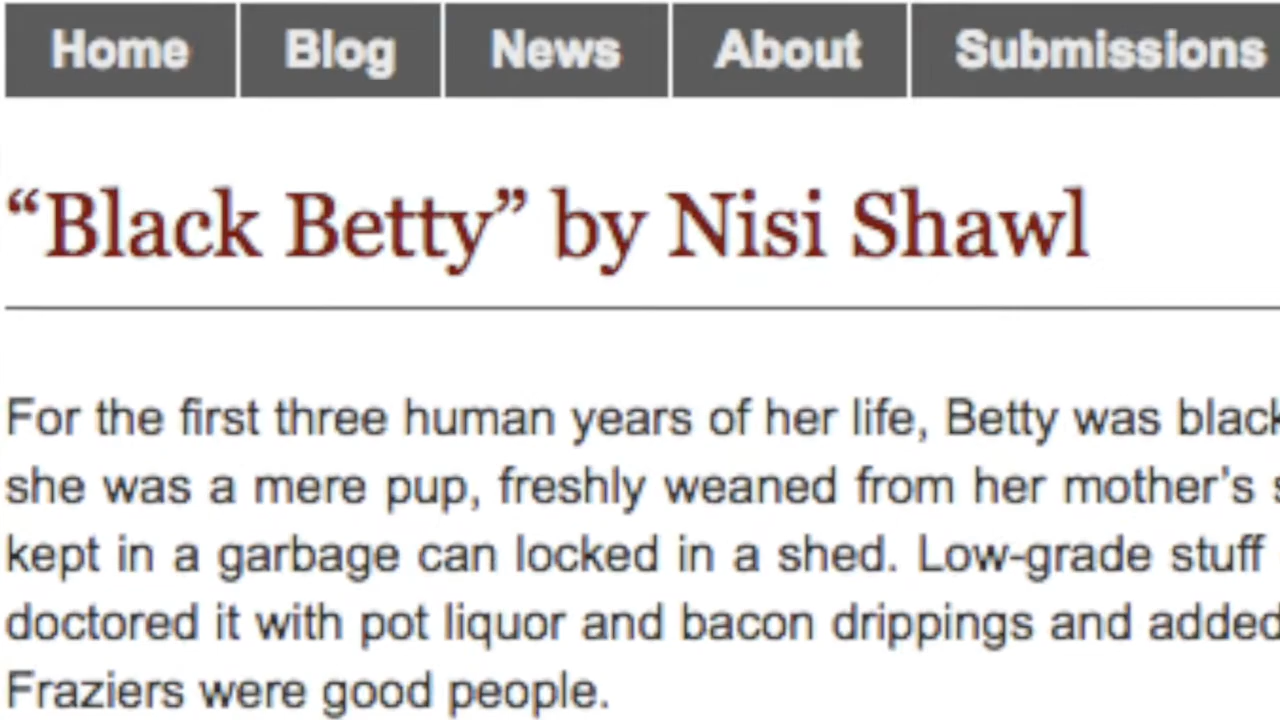 Home Blog News About Submissions
“Black Betty” by Nisi Shawl
For the first three human years of her life, Betty was black
she was a mere pup, freshly weaned from her mother’s
kept in a garbage can locked in a shed. Low-grade stuff
doctored it with pot liquor and bacon drippings and added
Fraziers were good people.